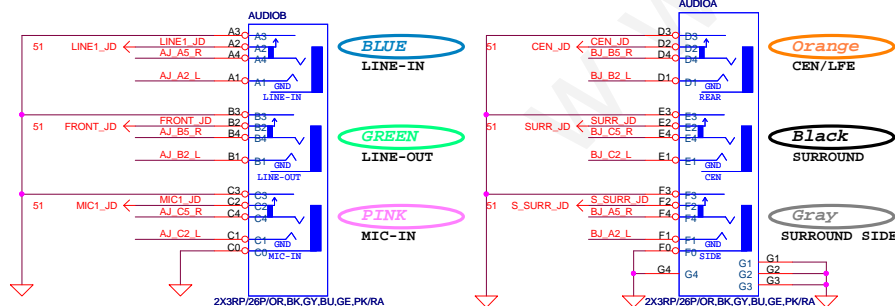 AUDIOB
A3 A3
51 LINE1_JD LINE1_JD A2 A2
AJ_A5_R A4 A4
AJ_A2_L A1 A1
GND
LINE-IN
BLUE
LINE-IN
B3 B3
51 FRONT_JD FRONT_JD B2 B2
AJ_B5_R B4 B4
AJ_B2_L B1 B1
GND
LINE-OUT
GREEN
LINE-OUT
C3 C3
51 MIC1_JD MIC1_JD C2 C2
AJ_C5_R C4 C4
AJ_C2_L C1 C1
GND
C0 C0
MIC-IN
PINK
MIC-IN
2X3RP/26P/OR,BK,GY,BU,GE,PK/RA
AUDIOA
D3 D3
51 CEN_JD CEN_JD D2 D2
BJ_B5_R D4 D4
BJ_B2_L D1 D1
GND
REAR
Orange
CEN/LFE
E3 E3
51 SURR_JD SURR_JD E2 E2
BJ_C5_R E4 E4
BJ_C2_L E1 E1
GND
CEN
Black
SURROUND
F3 F3
51 S_SURR_JD S_SURR_JD F2 F2
BJ_A5_R F4 F4
BJ_A2_L F1 F1
GND
F0 F0
SIDE
Gray
SURROUND SIDE
G4 G4
G1 G1
G2 G2
G3 G3
2X3RP/26P/OR,BK,GY,BU,GE,PK/RA